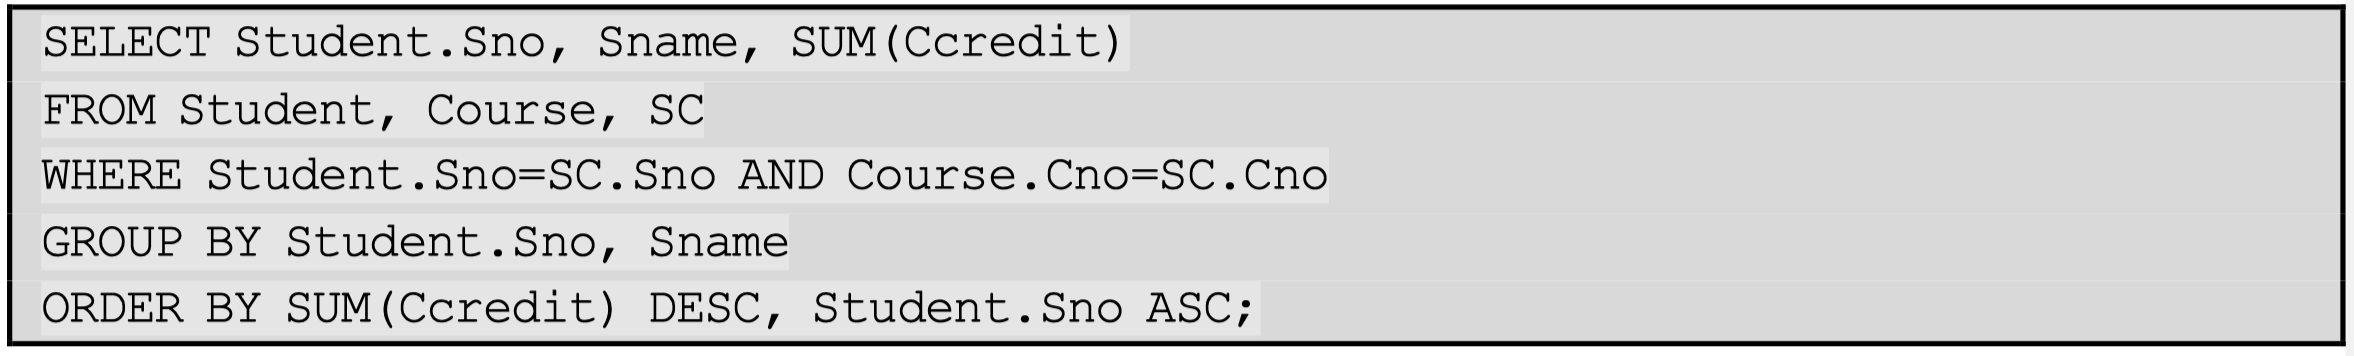 SELECT Student.Sno, Sname, SUM(Ccredit)
FROM Student, Course, SC
WHERE Student.Sno=SC.Sno AND Course.Cno=SC.Cno
GROUP BY Student.Sno, Sname
ORDER BY SUM(Ccredit) DESC, Student.Sno ASC;